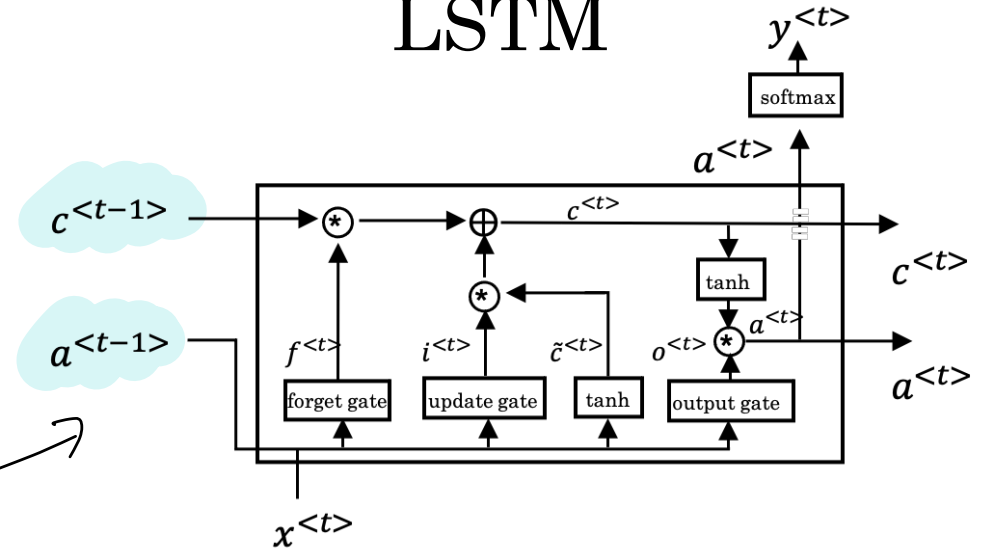 LSTM
y<t>
softmax
a<t>
c<t-1>
* ⊕ c<t>
c<t>
tanh
*
a<t-1>
f<t> i<t> c̃<t> o<t> * a<t>
a<t>
forget gate update gate tanh output gate
x<t>